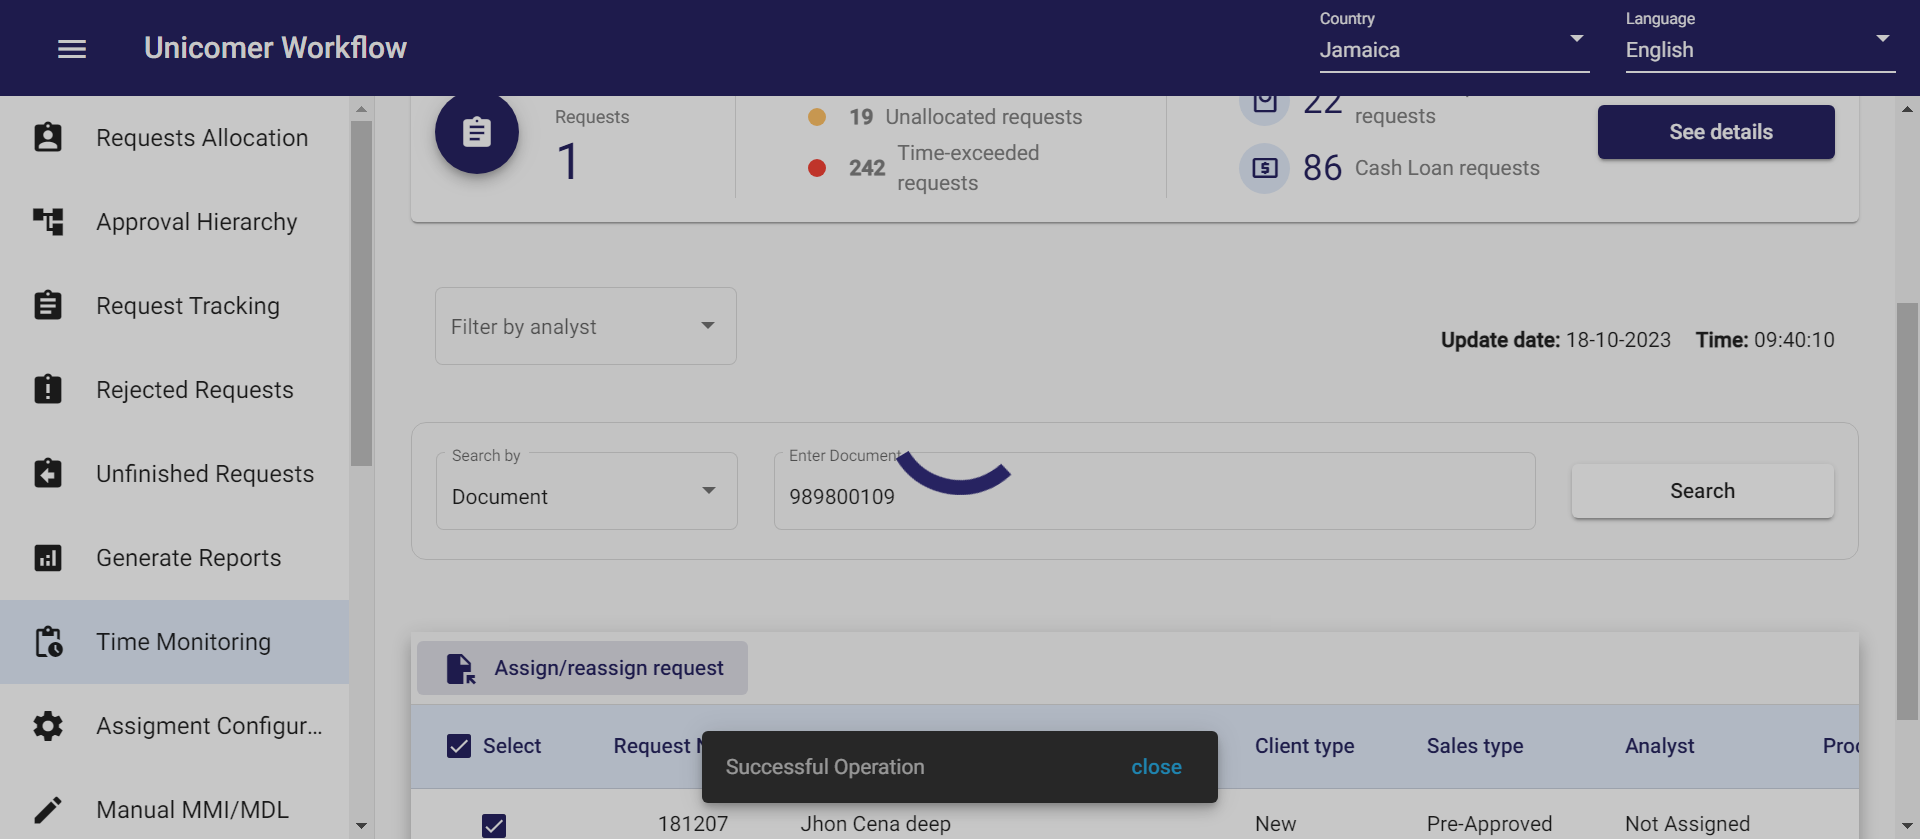 Unicomer Workflow
Country
Jamaica
Language
English
Requests Allocation
Approval Hierarchy
Request Tracking
Rejected Requests
Unfinished Requests
Generate Reports
Time Monitoring
Assigment Configur...
Manual MMI/MDL
Requests
1
19 Unallocated requests
242 Time-exceeded
requests
22
requests
86 Cash Loan requests
See details
Filter by analyst
Update date: 18-10-2023 Time: 09:40:10
Search by
Document
Enter Document
989800109
Search
Assign/reassign request
Select
Request
Client type
Sales type
Analyst
Successful Operation
close
181207
Jhon Cena deep
New
Pre-Approved
Not Assigned